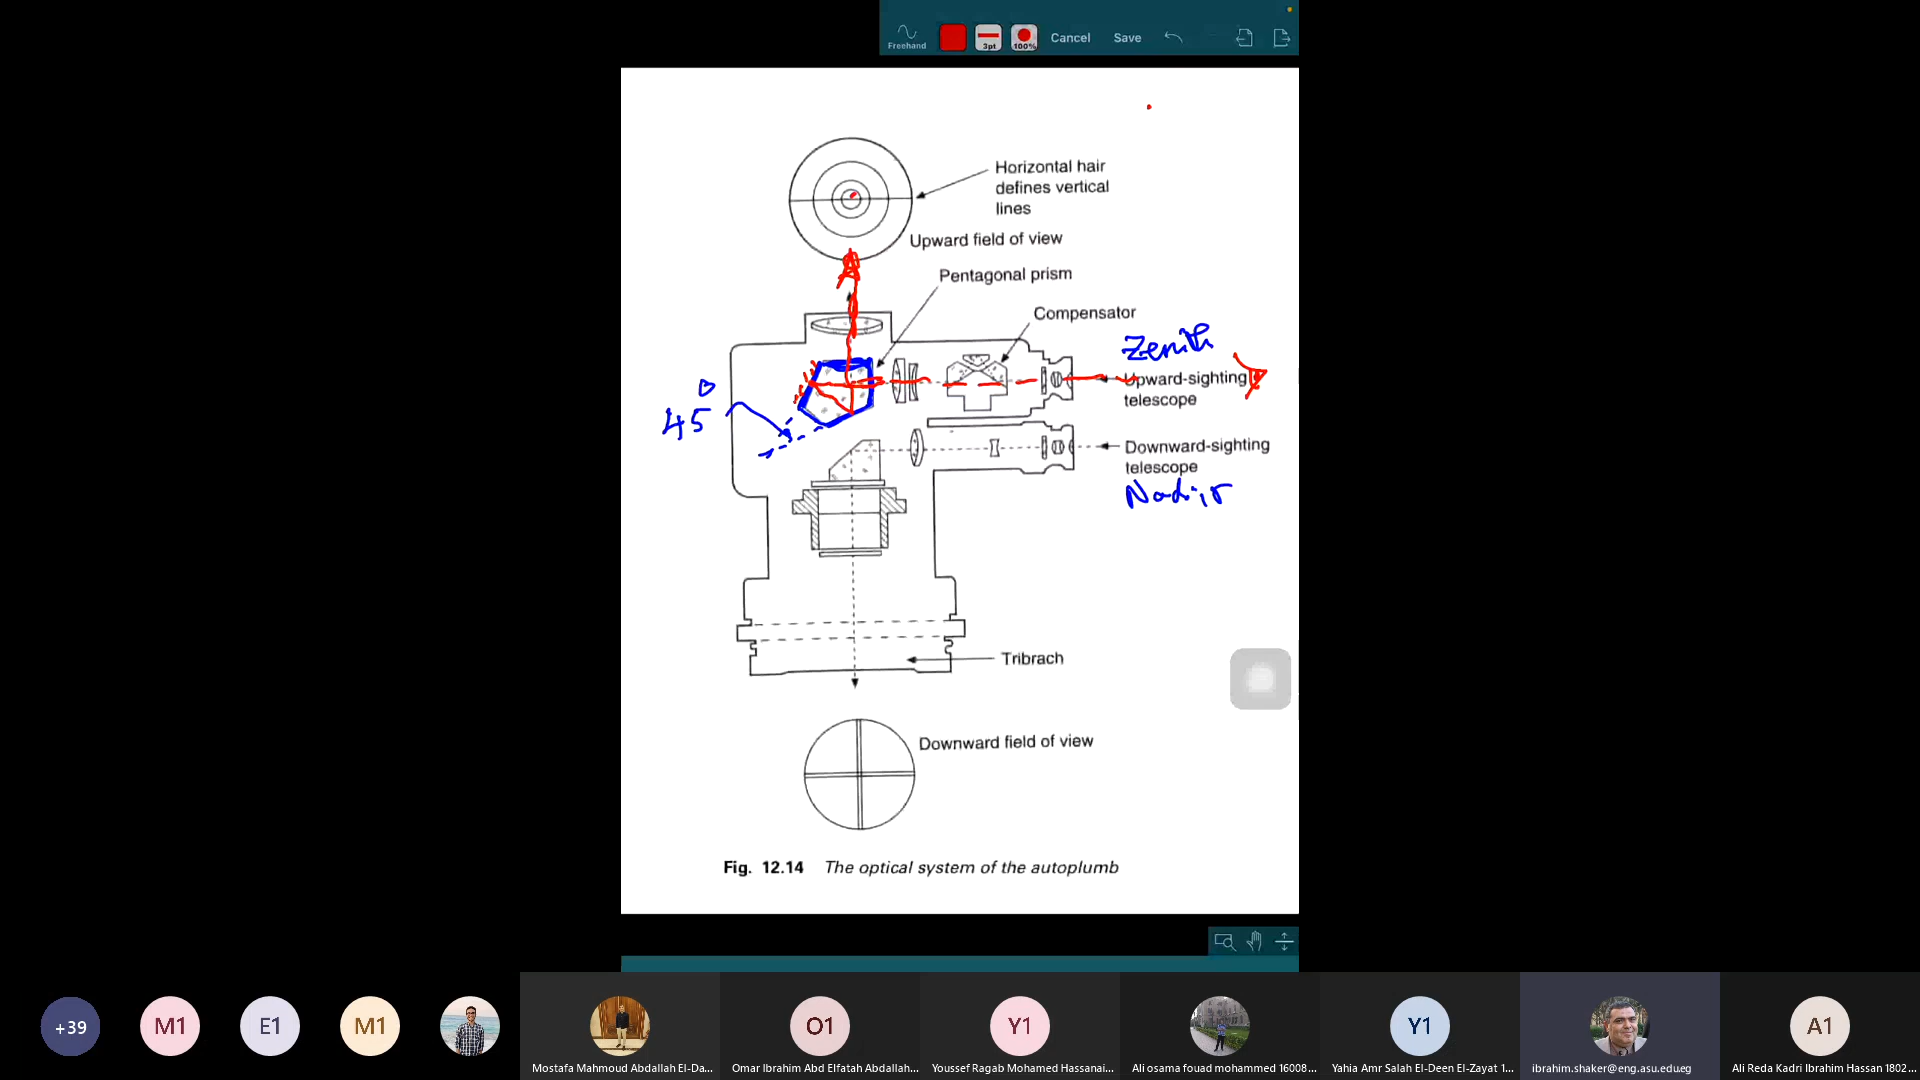 Freehand
3pt
100%
Cancel
Save
Horizontal hair
defines vertical
lines
Upward field of view
Pentagonal prism
Compensator
Zenith
Upward-sighting
telescope
45°
Downward-sighting
telescope
Nadir
Tribrach
Downward field of view
Fig. 12.14 The optical system of the autoplumb
+39
M1
E1
M1
O1
Y1
Y1
A1
Mostafa Mahmoud Abdallah El-Da...
Omar Ibrahim Abd Elfatah Abdallah...
Youssef Ragab Mohamed Hassanai...
Ali osama fouad mohammed 16008...
Yahia Amr Salah El-Deen El-Zayat 1...
ibrahim.shaker@eng.asu.edu.eg
Ali Reda Kadri Ibrahim Hassan 1802...